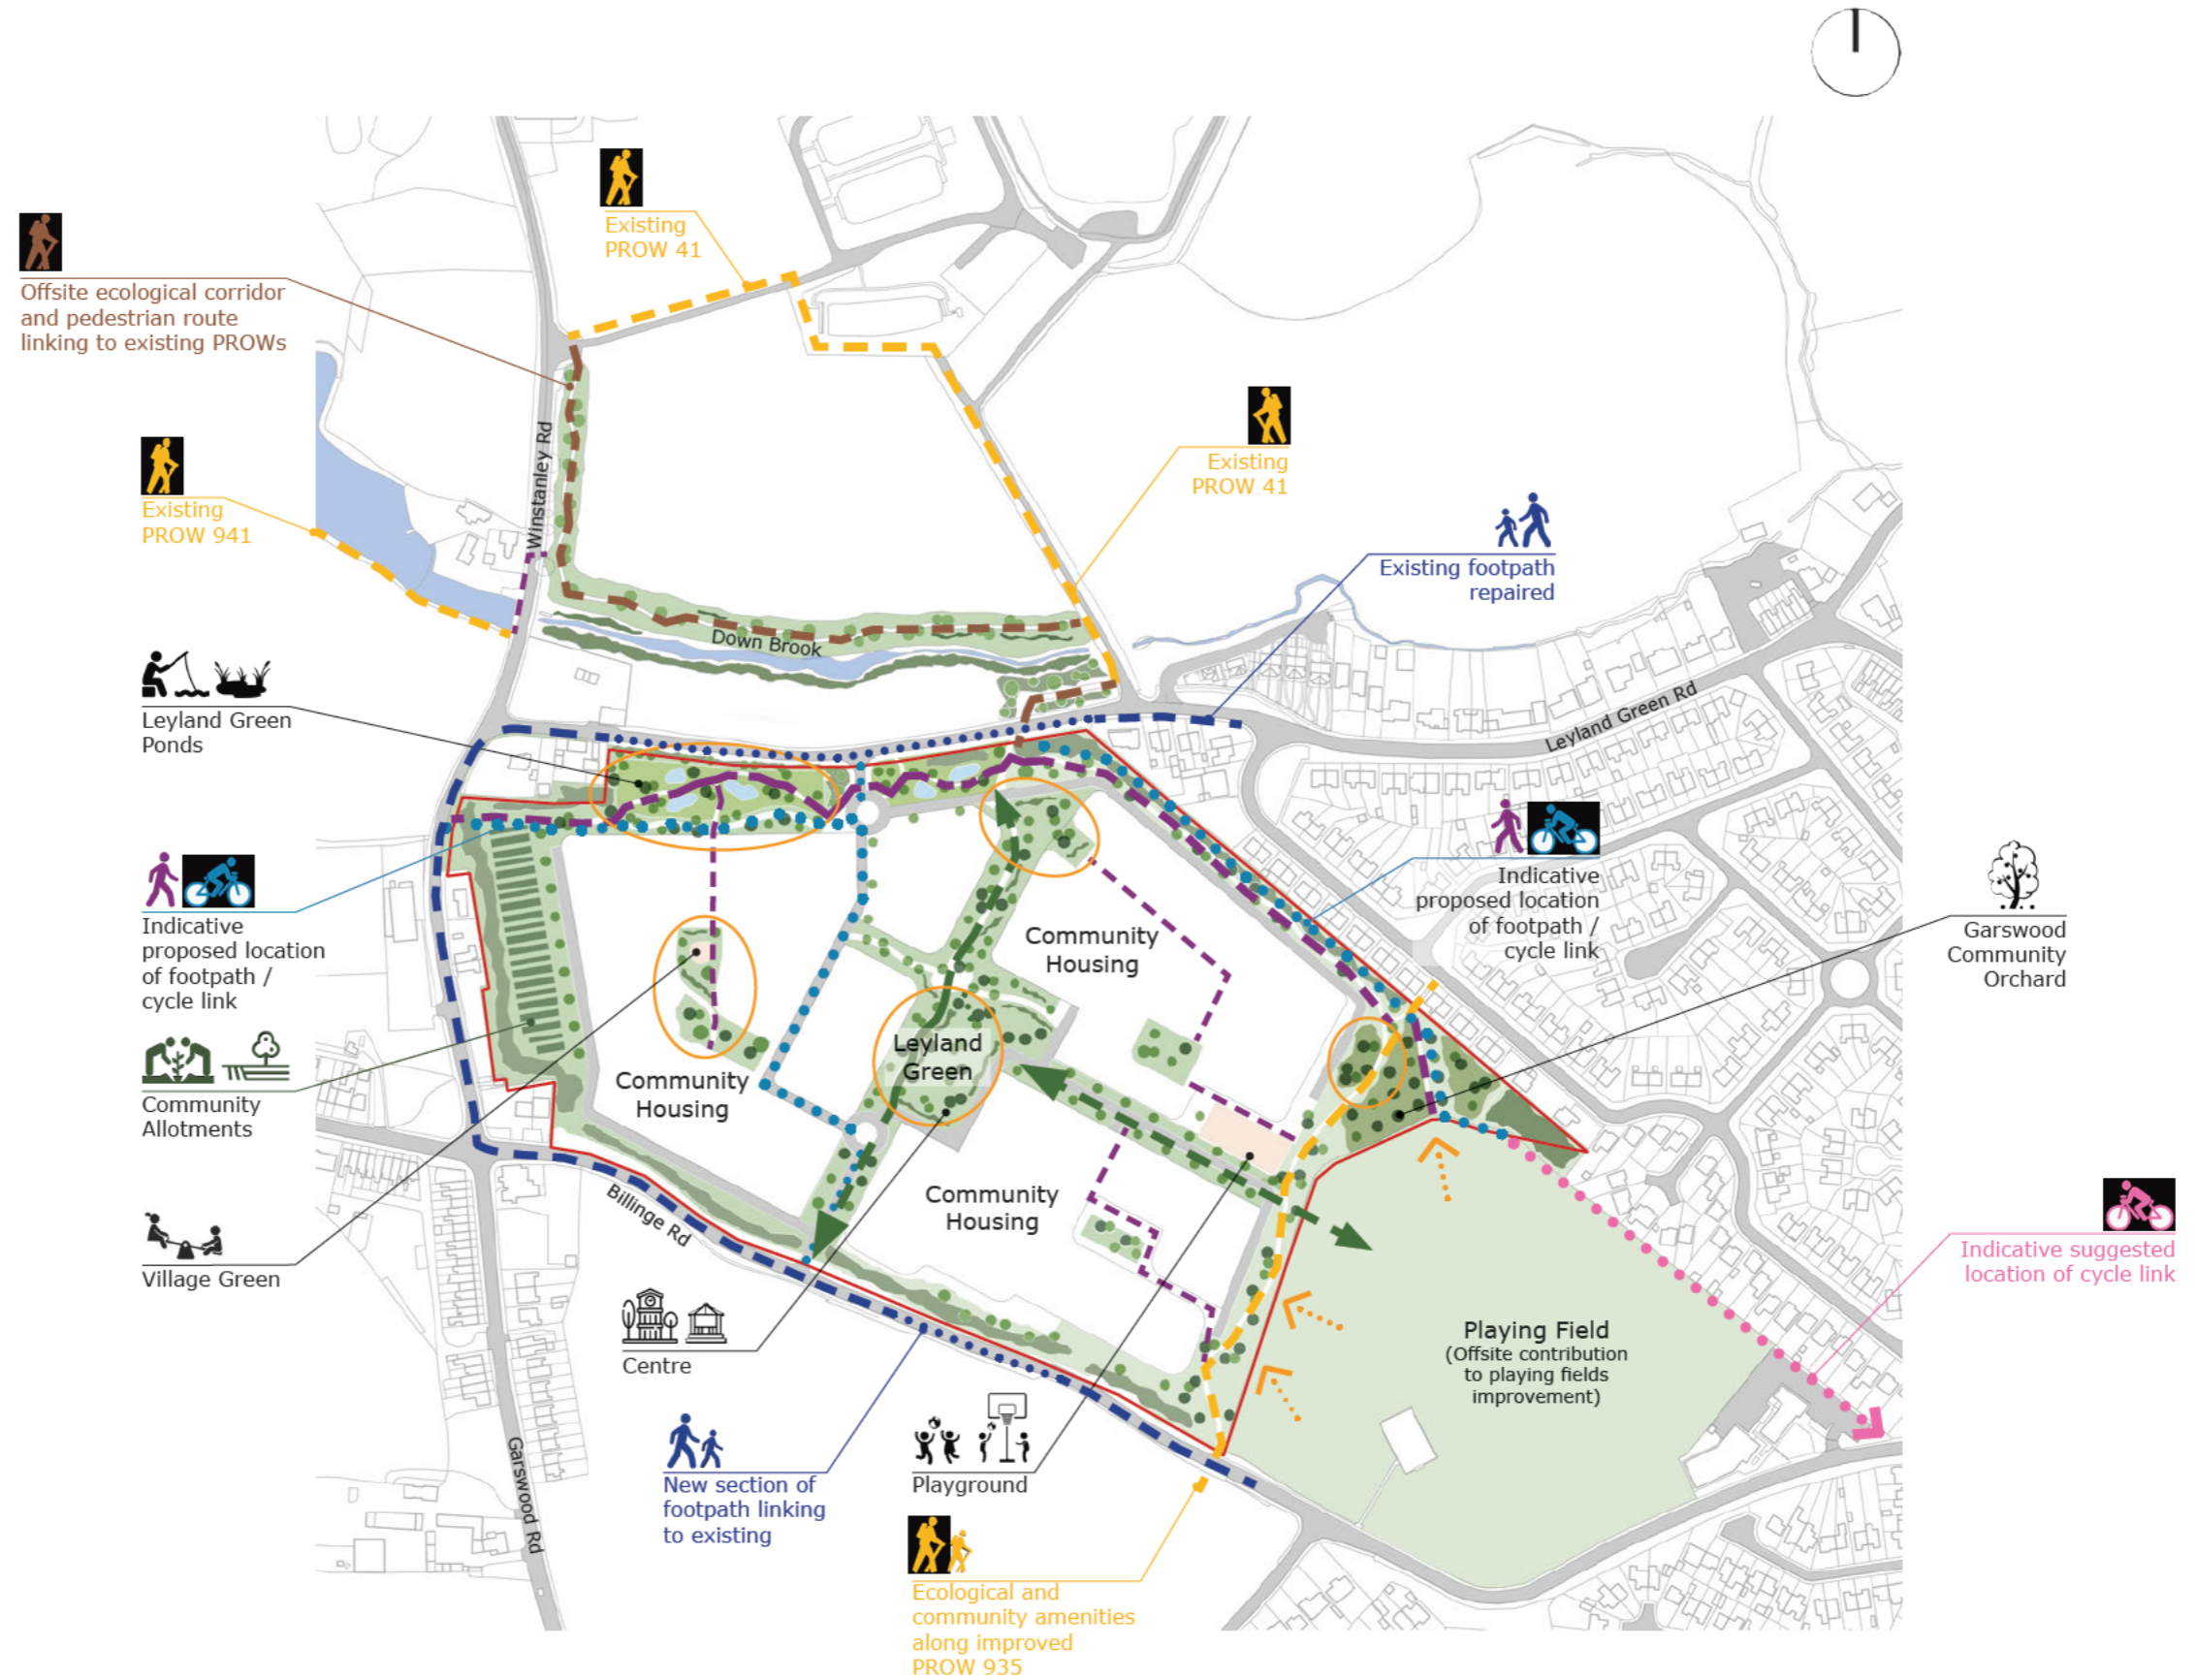 Existing
PROW 41
Offsite ecological corridor
and pedestrian route
linking to existing PROWs
Winstanley Rd
Existing
PROW 41
Existing
PROW 941
Existing footpath
repaired
Down Brook
Leyland Green
Ponds
Leyland Green Rd
Indicative
proposed location
of footpath /
cycle link
Indicative
proposed location
of footpath /
cycle link
Garswood
Community
Orchard
Community
Housing
Leyland
Green
Community
Housing
Community
Allotments
Community
Housing
Billinge Rd
Village Green
Indicative suggested
location of cycle link
Centre
Playing Field
(Offsite contribution
to playing fields
improvement)
Garswood Rd
New section of
footpath linking
to existing
Playground
Ecological and
community amenities
along improved
PROW 935